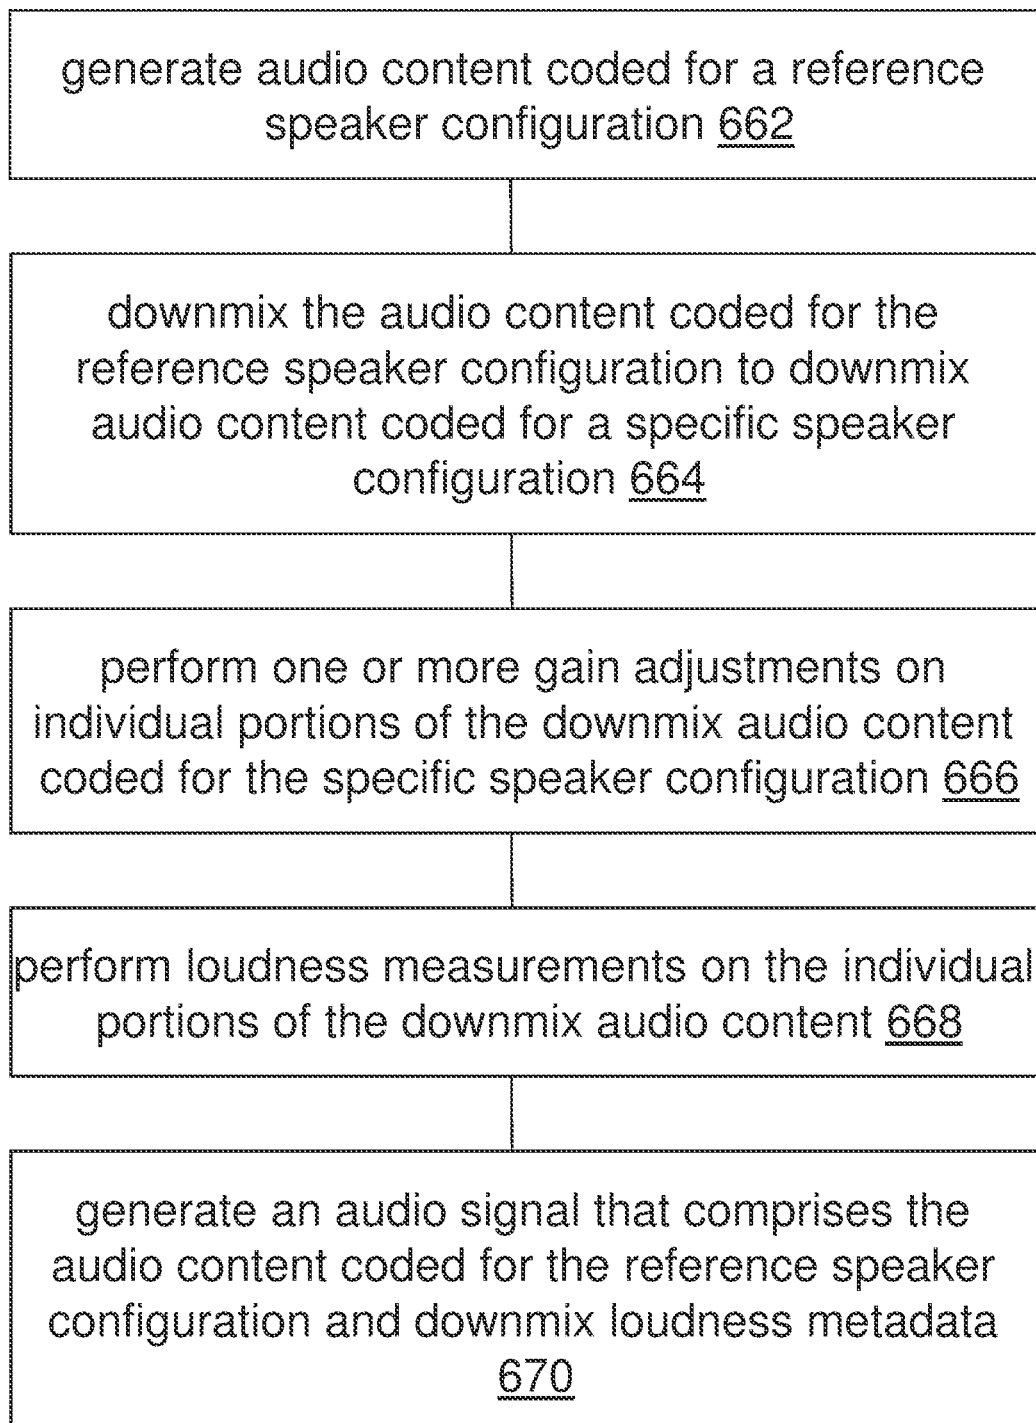 generate audio content coded for a reference
speaker configuration 662
downmix the audio content coded for the
reference speaker configuration to downmix
audio content coded for a specific speaker
configuration 664
perform one or more gain adjustments on
individual portions of the downmix audio content
coded for the specific speaker configuration 666
perform loudness measurements on the individual
portions of the downmix audio content 668
generate an audio signal that comprises the
audio content coded for the reference speaker
configuration and downmix loudness metadata
670